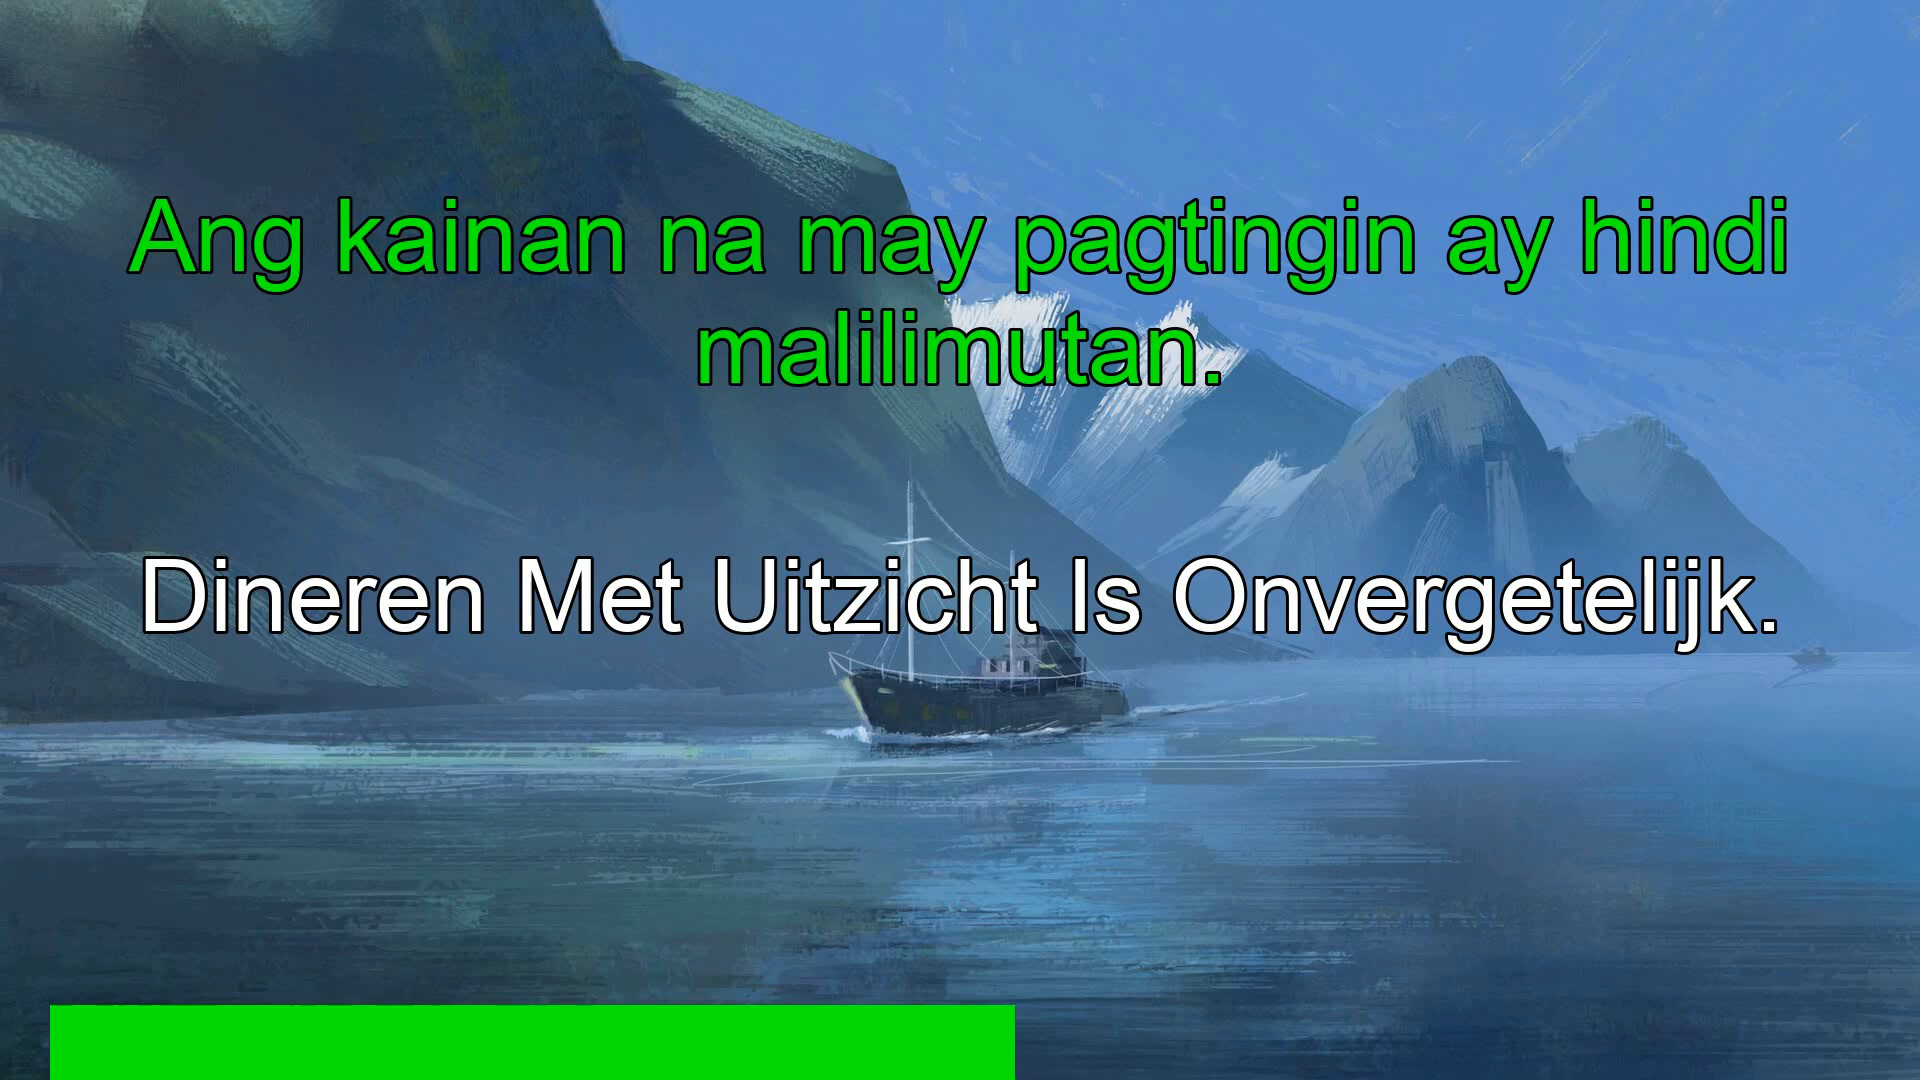 Ang kainan na may pagtingin ay hindi
malilimutan.
Dineren Met Uitzicht Is Onvergetelijk.